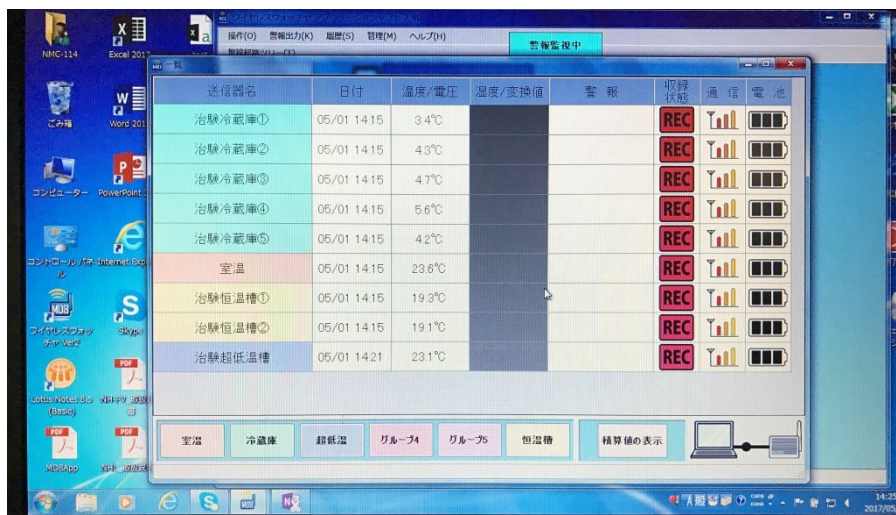 操作(O) 警報出力(K) 履歴(S) 管理(M) ヘルプ(H)
警報監視中
NMC-114
Excel 201
一覧
送信器名 日付 温度/電圧 湿度/変換値 警報 収録状態 通信 電池
治験冷蔵庫① 05/01 14:15 3.4℃ REC
治験冷蔵庫② 05/01 14:15 4.3℃ REC
治験冷蔵庫③ 05/01 14:15 4.7℃ REC
治験冷蔵庫④ 05/01 14:15 5.6℃ REC
治験冷蔵庫⑤ 05/01 14:15 4.2℃ REC
室温 05/01 14:15 23.6℃ REC
治験恒温槽① 05/01 14:15 19.3℃ REC
治験恒温槽② 05/01 14:15 19.1℃ REC
治験超低温槽 05/01 14:21 23.1℃ REC
ごみ箱
Word 201
コンピューター
PowerPoint
コントロール パネル
Internet Exp
MDB
ワイヤレスウォッチャ Ver2
Skype
Lotus Notes 8.5 (Basic)
PDF
PDF
PDF
MDBApp
室温 冷蔵庫 超低温 グループ4 グループ5 恒温槽 積算値の表示
A 般
CAPS
KANA
14:25
2017/05